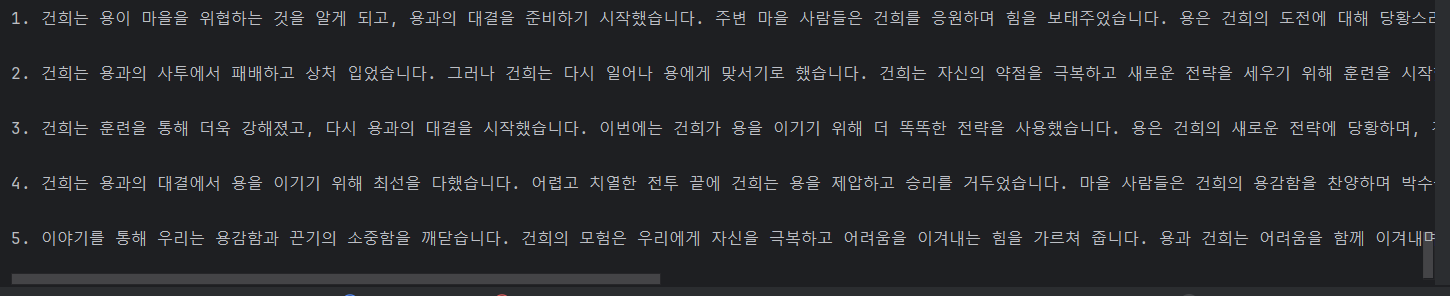 1. 건희는 용이 마을을 위협하는 것을 알게 되고, 용과의 대결을 준비하기 시작했습니다. 주변 마을 사람들은 건희를 응원하며 힘을 보태주었습니다. 용은 건희의 도전에 대해
2. 건희는 용과의 사투에서 패배하고 상처 입었습니다. 그러나 건희는 다시 일어나 용에게 맞서기로 했습니다. 건희는 자신의 약점을 극복하고 새로운 전략을 세우기 위해 훈련을
3. 건희는 훈련을 통해 더욱 강해졌고, 다시 용과의 대결을 시작했습니다. 이번에는 건희가 용을 이기기 위해 더 똑똑한 전략을 사용했습니다. 용은 건희의 새로운 전략에 당황하며,
4. 건희는 용과의 대결에서 용을 이기기 위해 최선을 다했습니다. 어렵고 치열한 전투 끝에 건희는 용을 제압하고 승리를 거두었습니다. 마을 사람들은 건희의 용감함을 찬양하며
5. 이야기를 통해 우리는 용감함과 끈기의 소중함을 깨닫습니다. 건희의 모험은 우리에게 자신을 극복하고 어려움을 이겨내는 힘을 가르쳐 줍니다. 용과 건희는 어려움을 함께